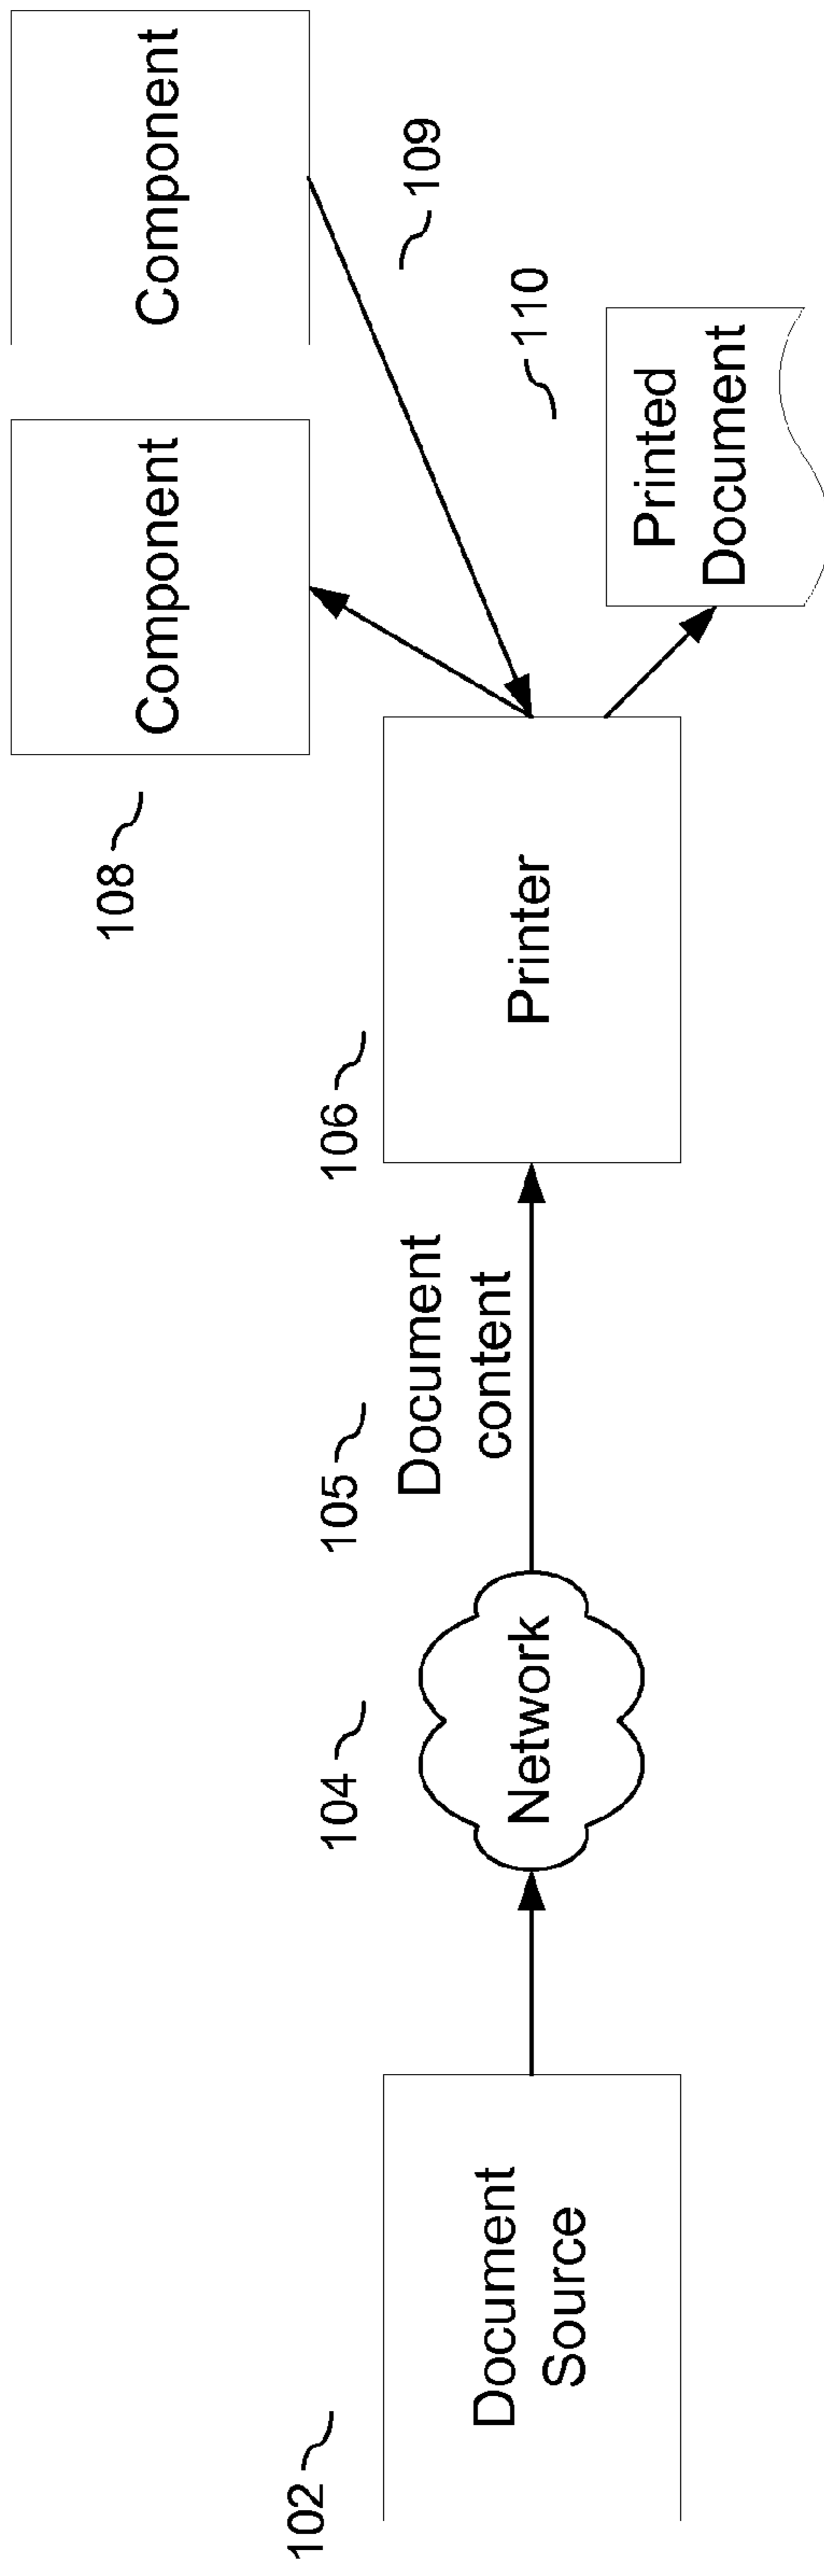 102
Document
Source
104
Network
105
Document
content
106
Printer
108
Component
Component
109
110
Printed
Document